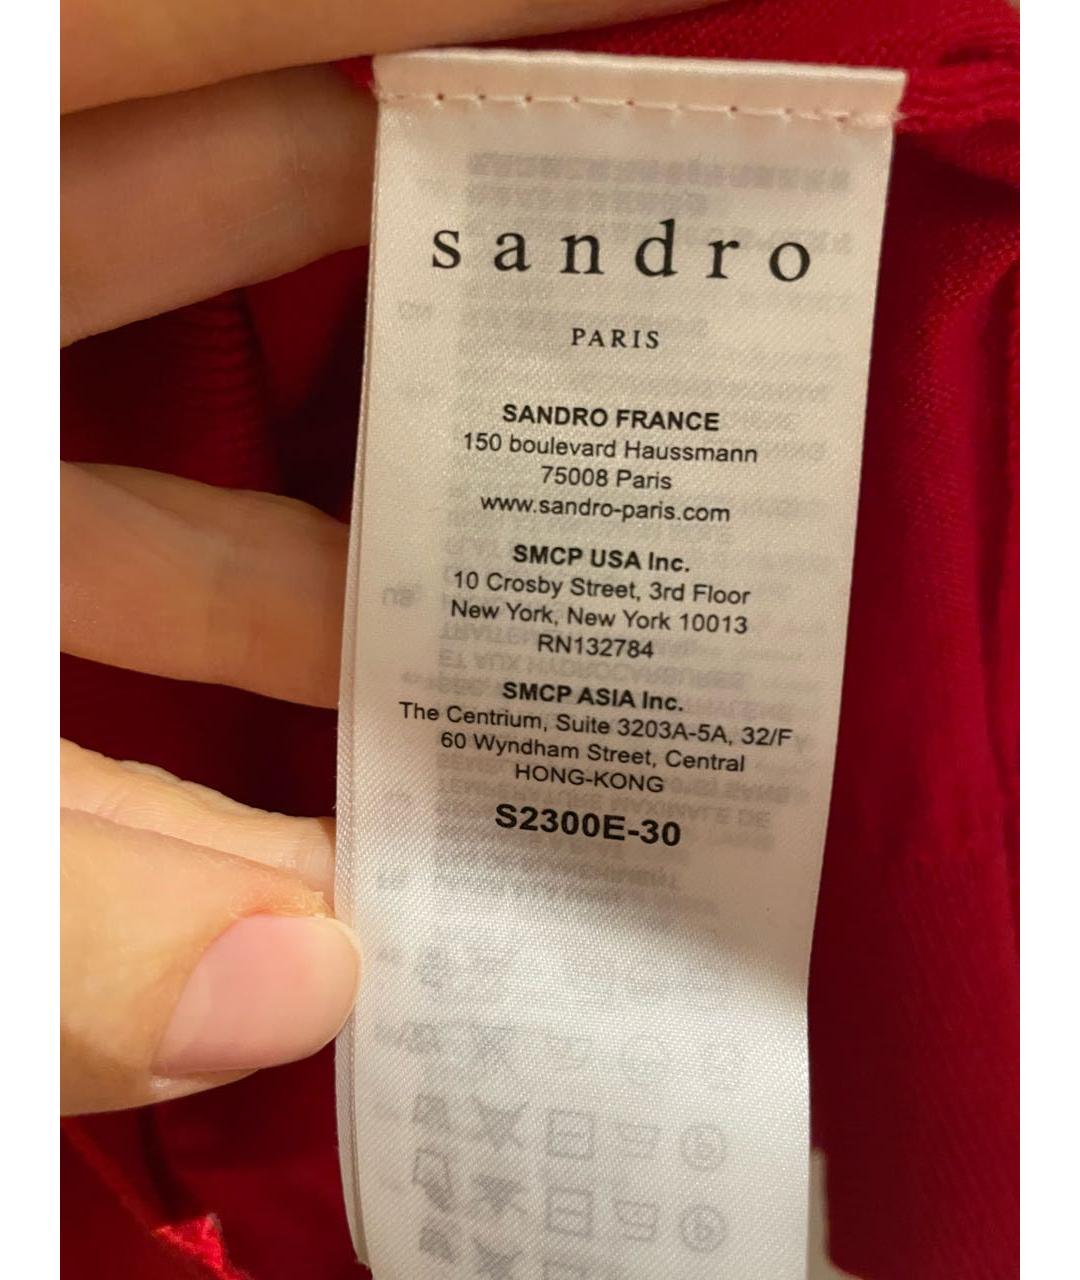 sandro
PARIS
SANDRO FRANCE
150 boulevard Haussmann
75008 Paris
www.sandro-paris.com
SMCP USA Inc.
10 Crosby Street, 3rd Floor
New York, New York 10013
RN132784
SMCP ASIA Inc.
The Centrium, Suite 3203A-5A, 32/F
60 Wyndham Street, Central
HONG-KONG
S2300E-30